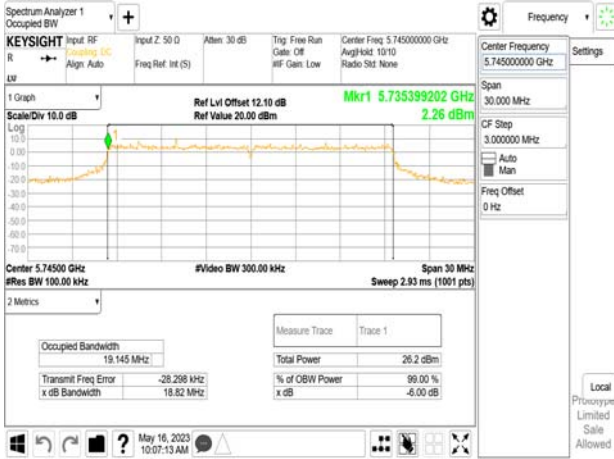 Spectrum Analyzer 1
Occupied BW
Frequency
KEYSIGHT Input: RF
Coupling: DC
Align: Auto
Input Z: 50 Ω
Freq Ref: Int (S)
Atten: 30 dB
Trig: Free Run
Gate: Off
#IF Gain: Low
Center Freq: 5.745000000 GHz
Avg|Hold: 10/10
Radio Std: None
R
LXI
1 Graph
Scale/Div 10.0 dB
Ref Lvl Offset 12.10 dB
Ref Value 20.00 dBm
Mkr1 5.735399202 GHz
2.26 dBm
Log
10.0
0.00
-10.0
-20.0
-30.0
-40.0
-50.0
-60.0
-70.0
1
Center 5.74500 GHz
#Res BW 100.00 kHz
#Video BW 300.00 kHz
Span 30 MHz
Sweep 2.93 ms (1001 pts)
2 Metrics
Measure Trace Trace 1
Occupied Bandwidth
19.145 MHz
Total Power 26.2 dBm
Transmit Freq Error -28.298 kHz
% of OBW Power 99.00 %
x dB Bandwidth 18.82 MHz
x dB -6.00 dB
May 16, 2023
10:07:13 AM
Center Frequency
5.745000000 GHz
Settings
Span
30.000 MHz
CF Step
3.000000 MHz
Auto
Man
Freq Offset
0 Hz
Local
Prototype
Limited
Sale
Allowed